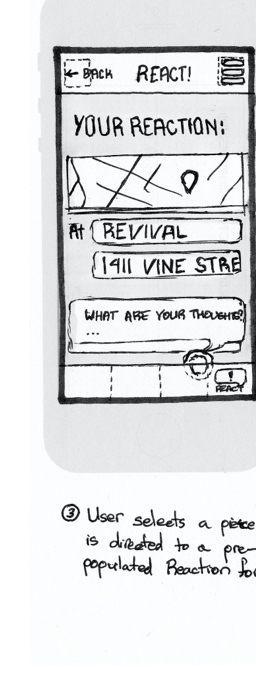 ← BACK REACT!
YOUR REACTION:
At REVIVAL
1411 VINE STRE
WHAT ARE YOUR THOUGHTS?
...
!
REACT
③ User selects a piece
is directed to a pre-
populated Reaction fo